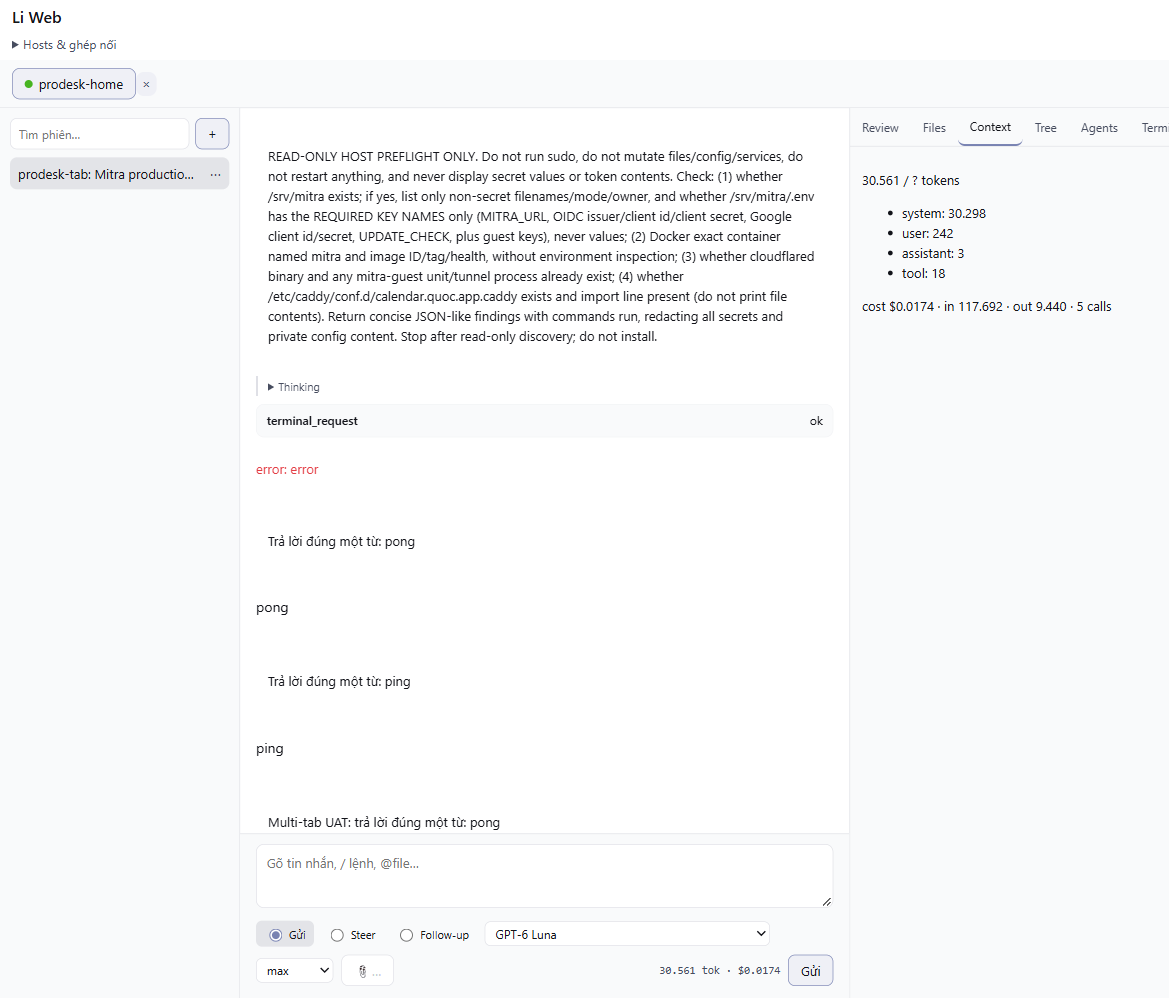 Li Web
▶ Hosts & ghép nối
prodesk-home ×
Tìm phiên...
+
prodesk-tab: Mitra productio... ...
READ-ONLY HOST PREFLIGHT ONLY. Do not run sudo, do not mutate files/config/services, do
not restart anything, and never display secret values or token contents. Check: (1) whether
/srv/mitra exists; if yes, list only non-secret filenames/mode/owner, and whether /srv/mitra/.env
has the REQUIRED KEY NAMES only (MITRA_URL, OIDC issuer/client id/client secret, Google
client id/secret, UPDATE_CHECK, plus guest keys), never values; (2) Docker exact container
named mitra and image ID/tag/health, without environment inspection; (3) whether cloudflared
binary and any mitra-guest unit/tunnel process already exist; (4) whether
/etc/caddy/conf.d/calendar.quoc.app.caddy exists and import line present (do not print file
contents). Return concise JSON-like findings with commands run, redacting all secrets and
private config content. Stop after read-only discovery; do not install.
▶ Thinking
terminal_request ok
error: error
Trả lời đúng một từ: pong
pong
Trả lời đúng một từ: ping
ping
Multi-tab UAT: trả lời đúng một từ: pong
Gõ tin nhắn, / lệnh, @file...
Gửi Steer Follow-up GPT-6 Luna
max ... 30.561 tok · $0.0174 Gửi
Review Files Context Tree Agents Termi
30.561 / ? tokens
• system: 30.298
• user: 242
• assistant: 3
• tool: 18
cost $0.0174 · in 117.692 · out 9.440 · 5 calls